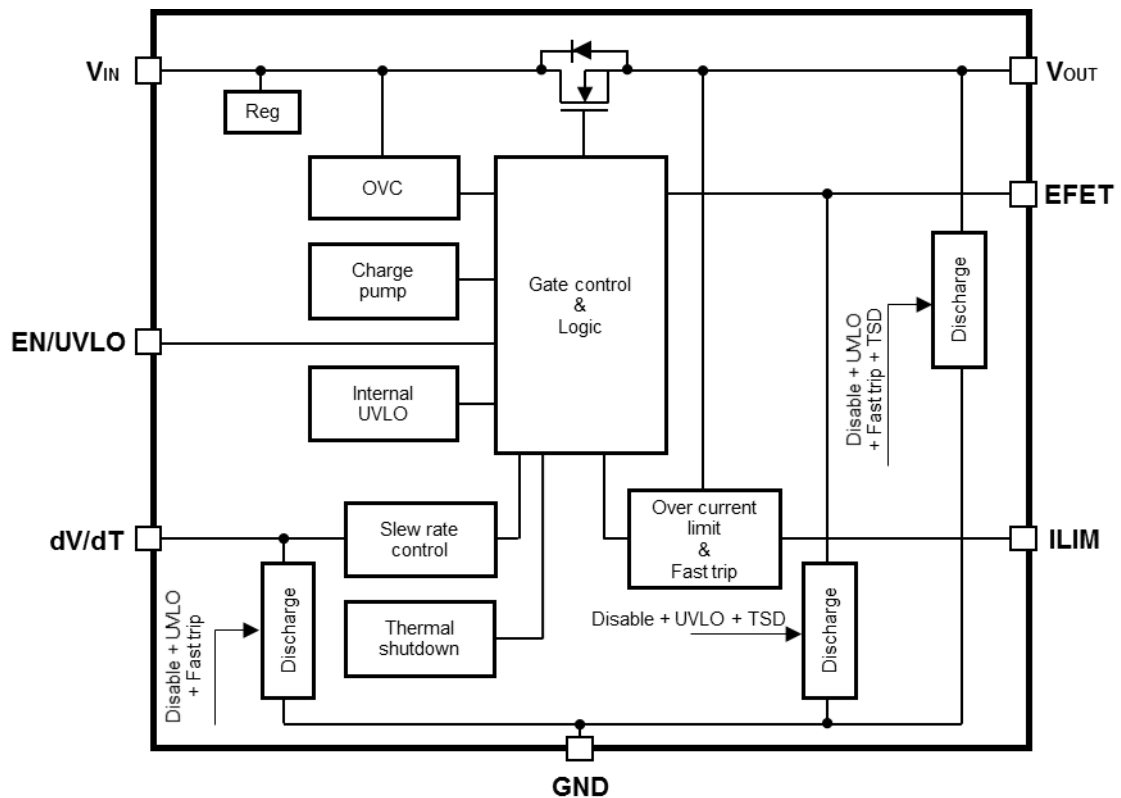 VIN
VOUT
Reg
OVC
EFET
Charge
pump
Gate control
&
Logic
Discharge
Disable + UVLO
+ Fast trip + TSD
EN/UVLO
Internal
UVLO
dV/dT
Slew rate
control
Over current
limit
&
Fast trip
ILIM
Discharge
Disable + UVLO
+ Fast trip
Thermal
shutdown
Disable + UVLO + TSD
Discharge
GND